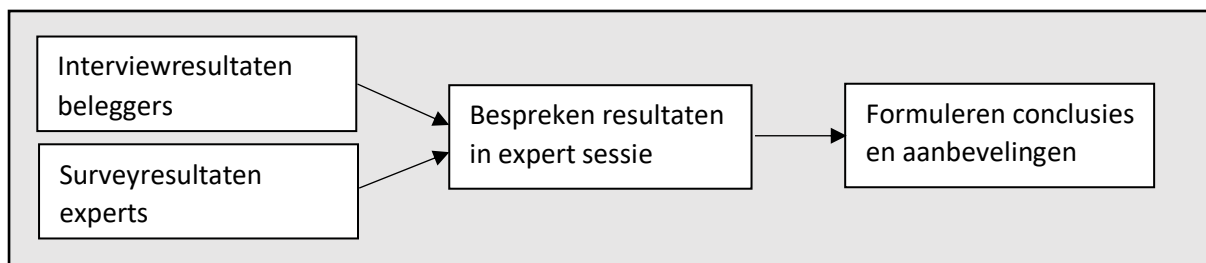 Interviewresultaten
beleggers
Surveyresultaten
experts
Bespreken resultaten
in expert sessie
Formuleren conclusies
en aanbevelingen